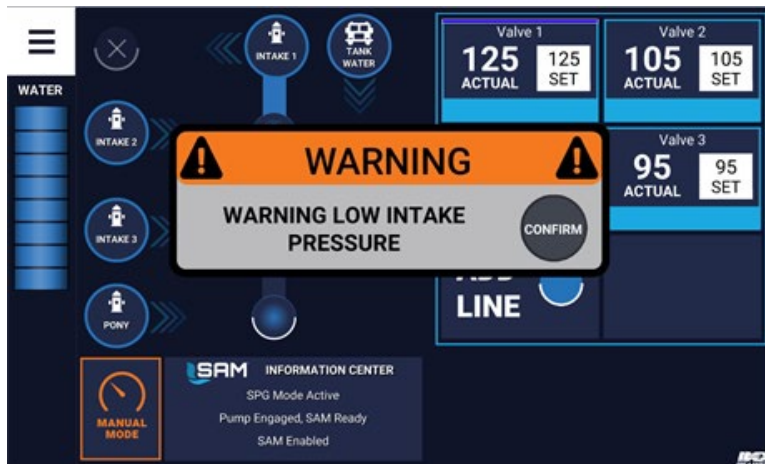 WATER
INTAKE 1
TANK
WATER
INTAKE 2
INTAKE 3
PONY
WARNING
WARNING LOW INTAKE
PRESSURE
CONFIRM
Valve 1
125
ACTUAL
125
SET
Valve 2
105
ACTUAL
105
SET
Valve 3
95
ACTUAL
95
SET
LINE
MANUAL
MODE
SAM INFORMATION CENTER
SPG Mode Active
Pump Engaged, SAM Ready
SAM Enabled